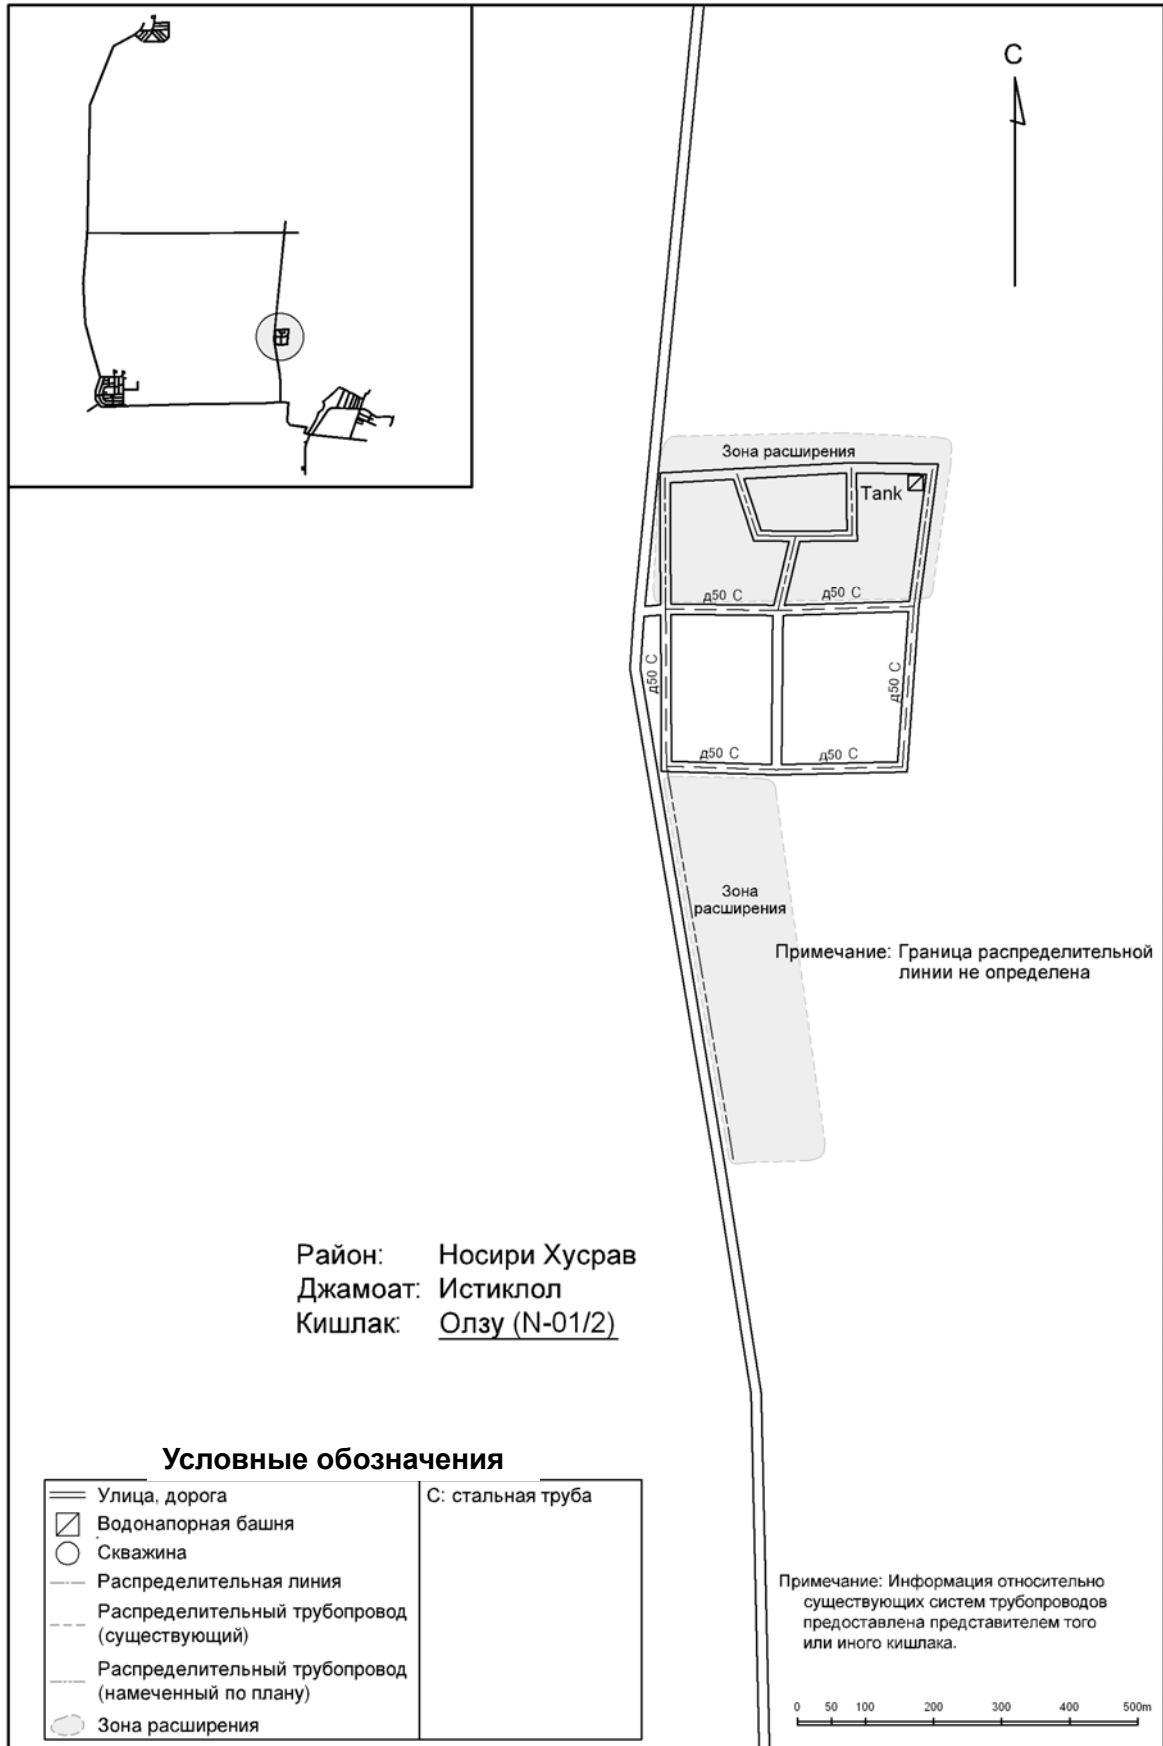 С
Зона расширения
Tank
д50 С
д50 С
д50 С
д50 С
д50 С
д50 С
Зона
расширения
Примечание: Граница распределительной
линии не определена
Район: Носири Хусрав
Джамоат: Истиклол
Кишлак: Олзу (N-01/2)
Условные обозначения
Улица, дорога
Водонапорная башня
Скважина
Распределительная линия
Распределительный трубопровод
(существующий)
Распределительный трубопровод
(намеченный по плану)
Зона расширения
С: стальная труба
Примечание: Информация относительно
существующих систем трубопроводов
предоставлена представителем того
или иного кишлака.
0 50 100 200 300 400 500m